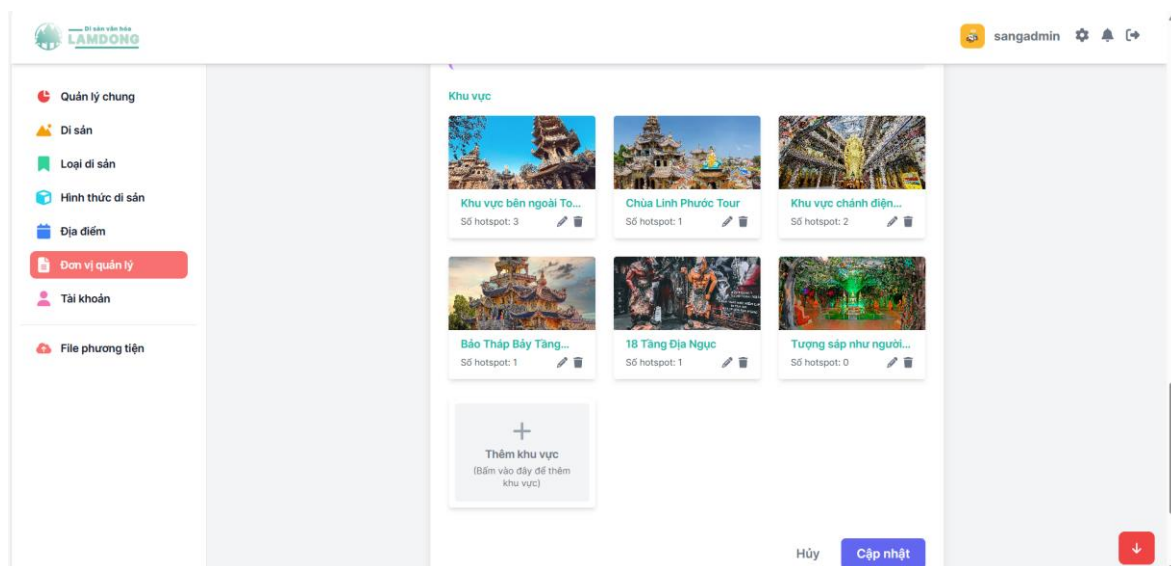 Di sản văn hóa
LAMDONG
sangadmin
Quản lý chung
Di sản
Loại di sản
Hình thức di sản
Địa điểm
Đơn vị quản lý
Tài khoản
File phương tiện
Khu vực
Khu vực bên ngoài To...
Số hotspot: 3
Chùa Linh Phước Tour
Số hotspot: 1
Khu vực chánh điện...
Số hotspot: 2
Bảo Tháp Bảy Tầng...
Số hotspot: 1
18 Tầng Địa Ngục
Số hotspot: 1
Tượng sáp như người...
Số hotspot: 0
Thêm khu vực
(Bấm vào đây để thêm
khu vực)
Hủy
Cập nhật